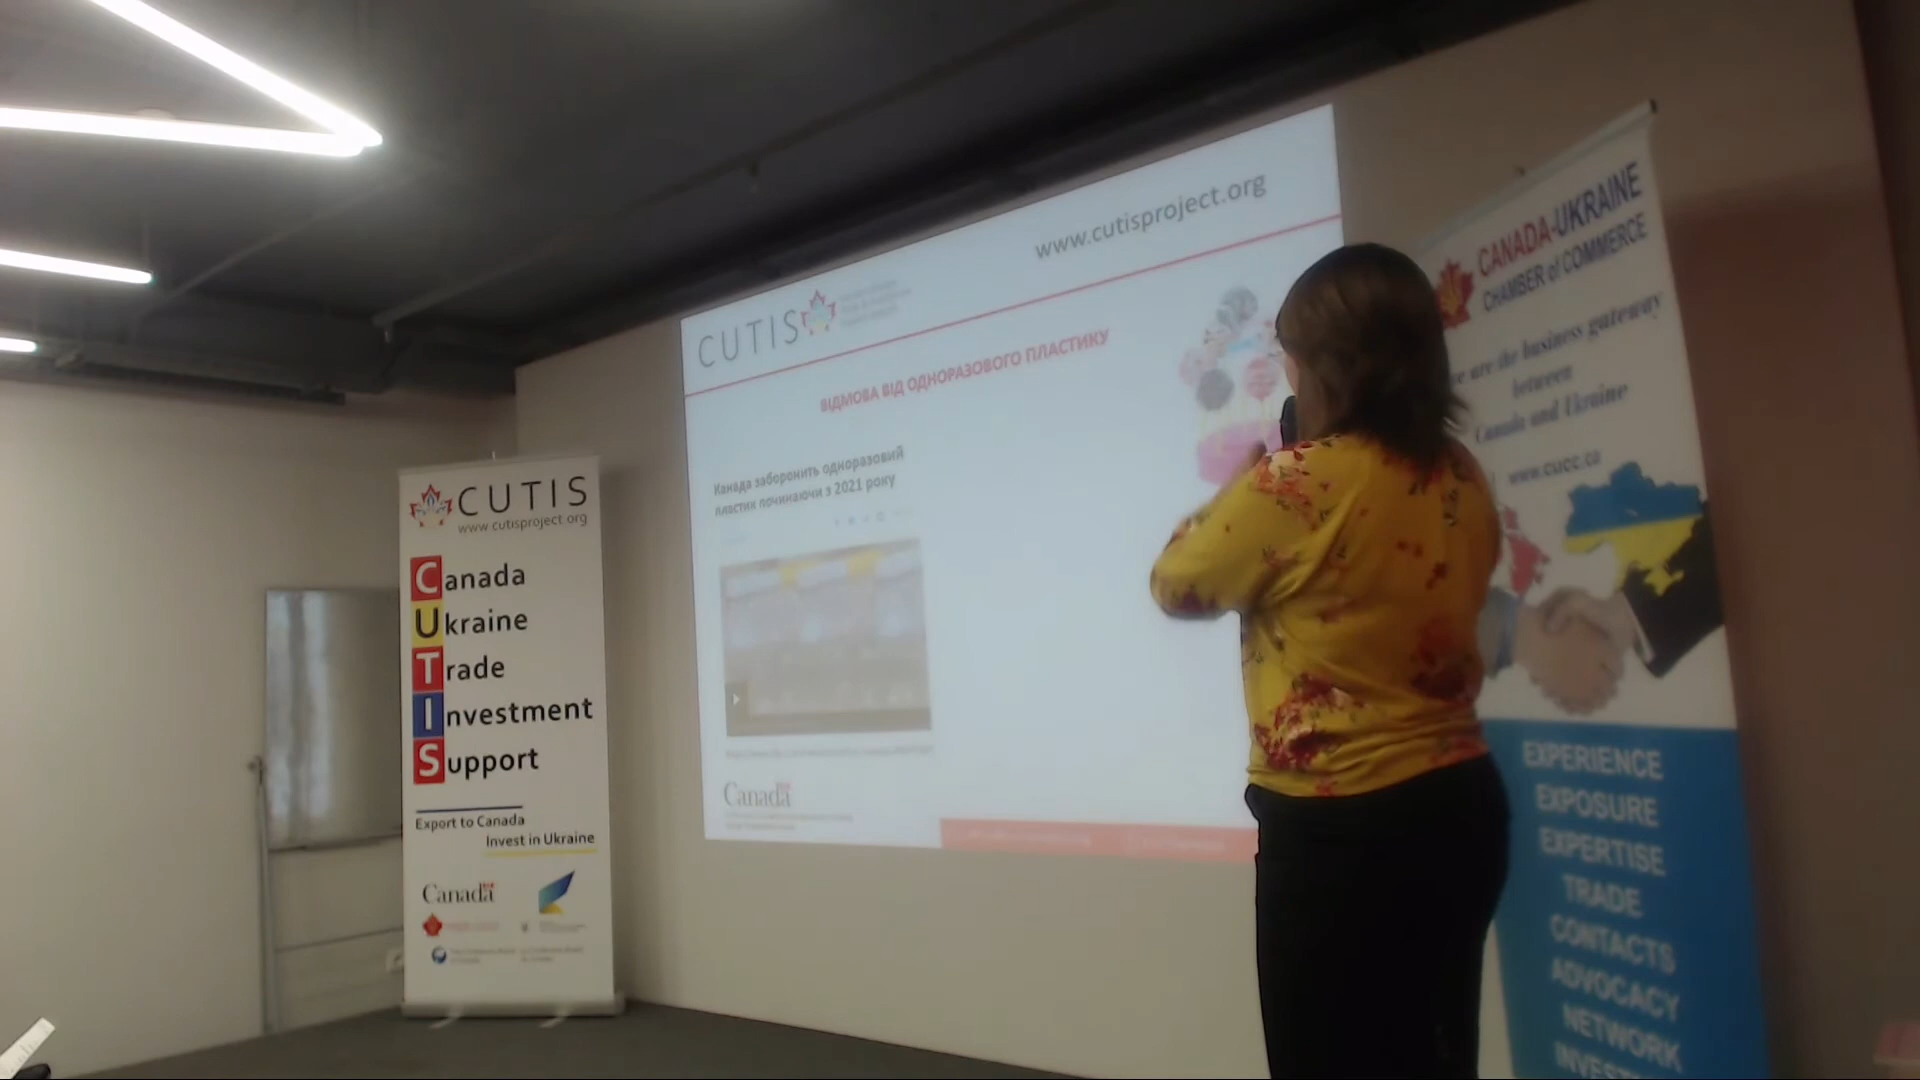 CUTIS
www.cutisproject.org
Canada
Ukraine
Trade
Investment
Support
Export to Canada
Invest in Ukraine
Canada
CUTIS
www.cutisproject.org
ВІДМОВА ВІД ОДНОРАЗОВОГО ПЛАСТИКУ
Канада заборонить одноразовий
пластик починаючи з 2021 року
Canada
CANADA-UKRAINE
CHAMBER of COMMERCE
are the business gateway
between
Canada and Ukraine
www.cucc.ca
EXPERIENCE
EXPOSURE
EXPERTISE
TRADE
CONTACTS
ADVOCACY
NETWORK